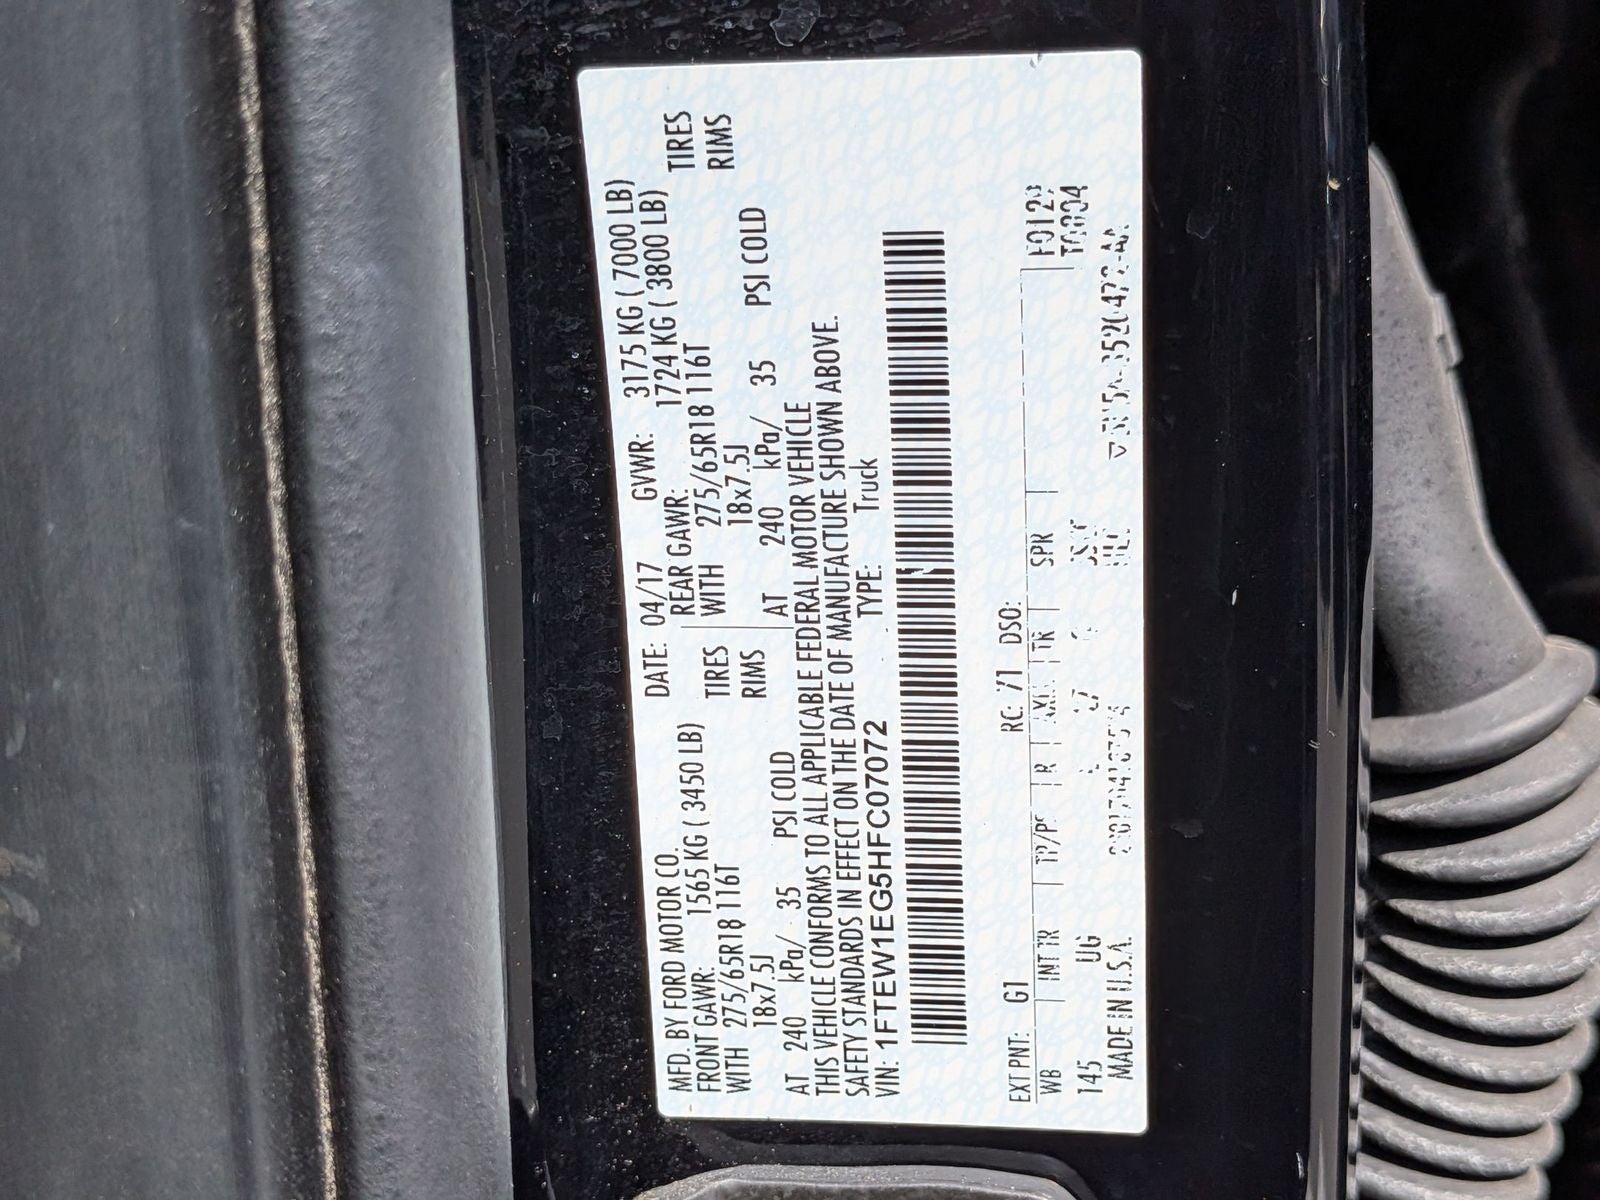 MFD. BY FORD MOTOR CO. DATE: 04/17 GVWR: 3175 KG ( 7000 LB)
FRONT GAWR: 1565 KG ( 3450 LB) REAR GAWR: 1724 KG ( 3800 LB)
WITH 275/65R18 116T TIRES WITH 275/65R18 116T TIRES
18x7.5J RIMS 18x7.5J RIMS
AT 240 kPa/ 35 PSI COLD AT 240 kPa/ 35 PSI COLD
THIS VEHICLE CONFORMS TO ALL APPLICABLE FEDERAL MOTOR VEHICLE
SAFETY STANDARDS IN EFFECT ON THE DATE OF MANUFACTURE SHOWN ABOVE.
VIN: 1FTEW1EG5HFC07072 TYPE: Truck
EXT PNT: G1 RC: 71 DSO:
WB INT TR TP/PS R AXLE TR SPR
145 UG
MADE IN U.S.A.